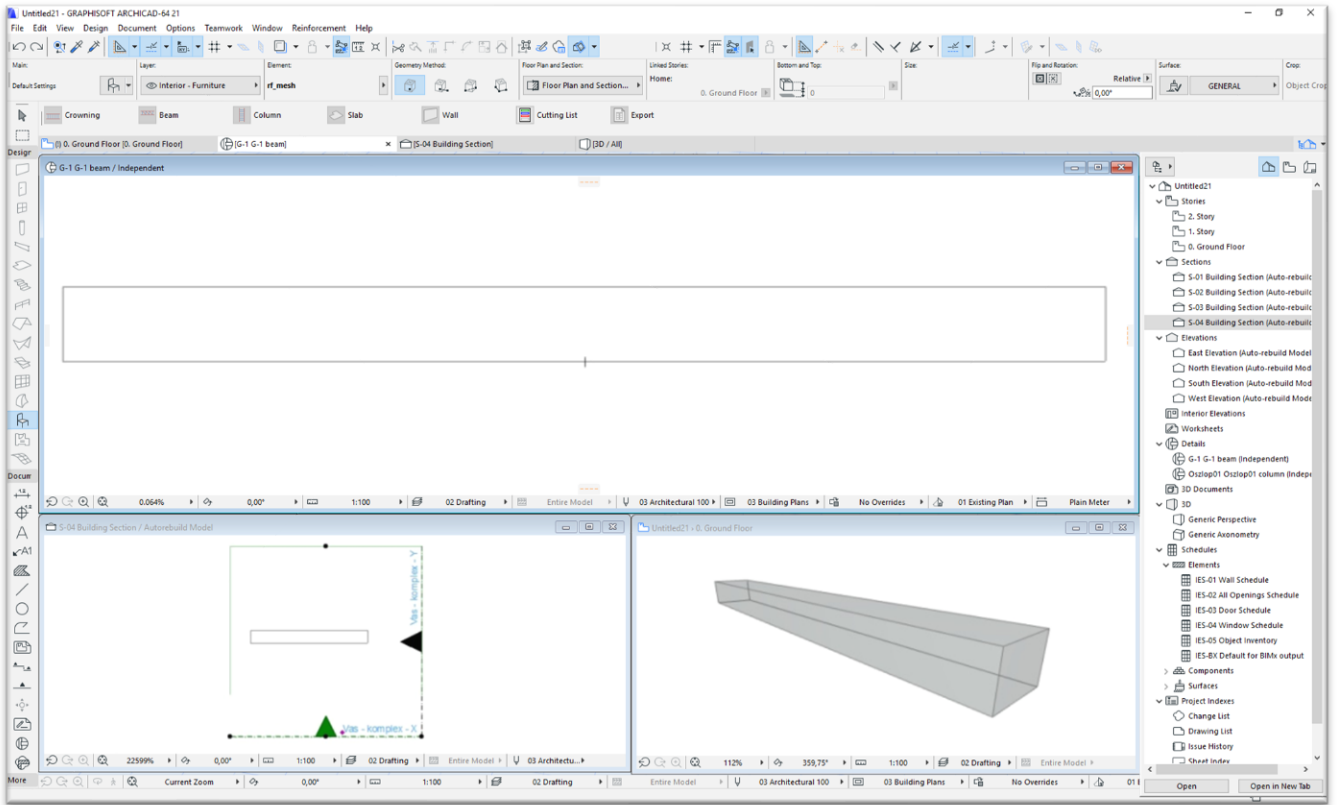 Untitled21 - GRAPHISOFT ARCHICAD-64 21
File Edit View Design Document Options Teamwork Window Reinforcement Help
Main: Layer: Element: Geometry Method: Floor Plan and Section: Linked Stories: Bottom and Top: Size: Flip and Rotation: Surface: Crop:
Default Settings Interior - Furniture rf_mesh Floor Plan and Section... Home: 0. Ground Floor 0 Relative 0,00° GENERAL Object Crop
Crowning Beam Column Slab Wall Cutting List Export
(I) 0. Ground Floor [0. Ground Floor] [G-1 G-1 beam] [S-04 Building Section] [3D / All]
Design
G-1 G-1 beam / Independent
0.064% 0,00° 1:100 02 Drafting Entire Model 03 Architectural 100 03 Building Plans No Overrides 01 Existing Plan Plain Meter
Docum
A
A1
More
S-04 Building Section / Autorebuild Model
Vas - komplex - Y
Vas - komplex - X
22599% 0,00° 1:100 02 Drafting Entire Model 03 Architectu...
Untitled21 - 0. Ground Floor
112% 359,75° 1:100 02 Drafting Entire Model
Current Zoom 0,00° 1:100 02 Drafting Entire Model 03 Architectural 100 03 Building Plans No Overrides
Untitled21
Stories
2. Story
1. Story
0. Ground Floor
Sections
S-01 Building Section (Auto-rebuild
S-02 Building Section (Auto-rebuild
S-03 Building Section (Auto-rebuild
S-04 Building Section (Auto-rebuild
Elevations
East Elevation (Auto-rebuild Model
North Elevation (Auto-rebuild Mod
South Elevation (Auto-rebuild Mod
West Elevation (Auto-rebuild Mode
Interior Elevations
Worksheets
Details
G-1 G-1 beam (Independent)
Oszlop01 Oszlop01 column (Indepe
3D Documents
3D
Generic Perspective
Generic Axonometry
Schedules
Elements
IES-01 Wall Schedule
IES-02 All Openings Schedule
IES-03 Door Schedule
IES-04 Window Schedule
IES-05 Object Inventory
IES-BX Default for BIMx output
Components
Surfaces
Project Indexes
Change List
Drawing List
Issue History
Sheet Index
Open Open in New Tab